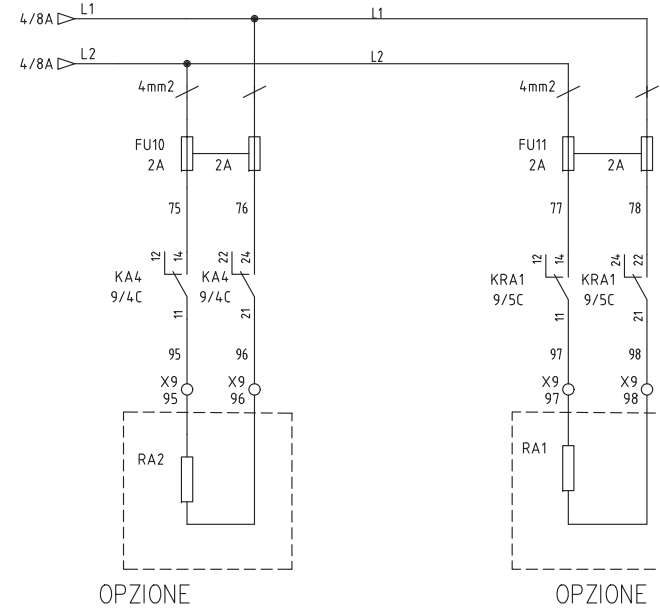 4/8A L1 L1
4/8A L2 L2
4mm2 4mm2
FU10 FU11
2A 2A 2A 2A
75 76 77 78
12 14 22 24 12 14 24 22
KA4 KA4 KRA1 KRA1
9/4C 9/4C 9/5C 9/5C
11 21 11 21
95 96 97 98
X9 X9 X9 X9
95 96 97 98
RA2 RA1
OPZIONE OPZIONE